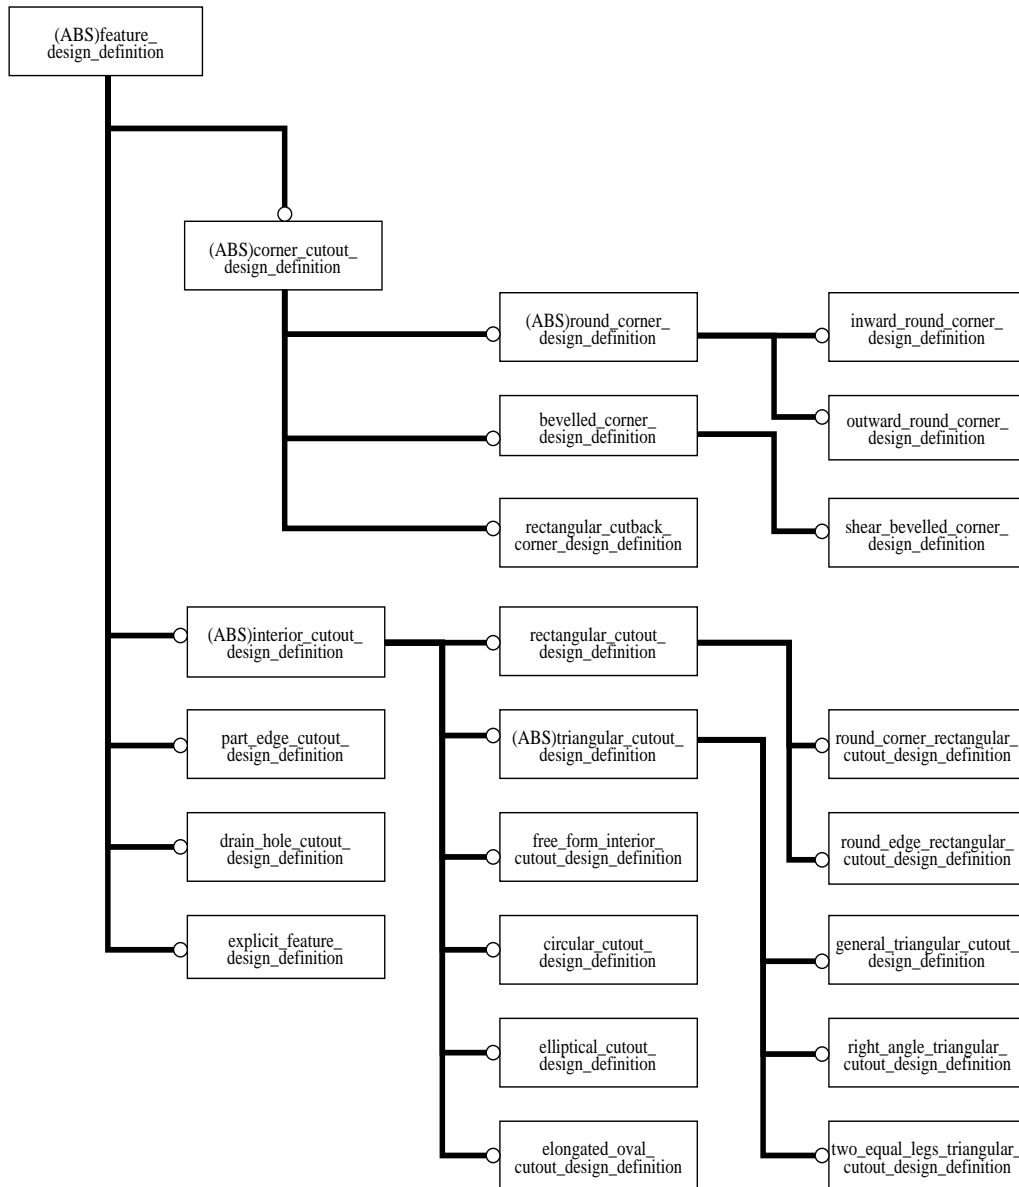 (ABS)feature_
design_definition
(ABS)corner_cutout_
design_definition
(ABS)round_corner_
design_definition
inward_round_corner_
design_definition
bevelled_corner_
design_definition
outward_round_corner_
design_definition
rectangular_cutback_
corner_design_definition
shear_bevelled_corner_
design_definition
(ABS)interior_cutout_
design_definition
rectangular_cutout_
design_definition
part_edge_cutout_
design_definition
(ABS)triangular_cutout_
design_definition
round_corner_rectangular_
cutout_design_definition
drain_hole_cutout_
design_definition
free_form_interior_
cutout_design_definition
round_edge_rectangular_
cutout_design_definition
explicit_feature_
design_definition
circular_cutout_
design_definition
general_triangular_cutout_
design_definition
elliptical_cutout_
design_definition
right_angle_triangular_
cutout_design_definition
elongated_oval_
cutout_design_definition
two_equal_legs_triangular_
cutout_design_definition